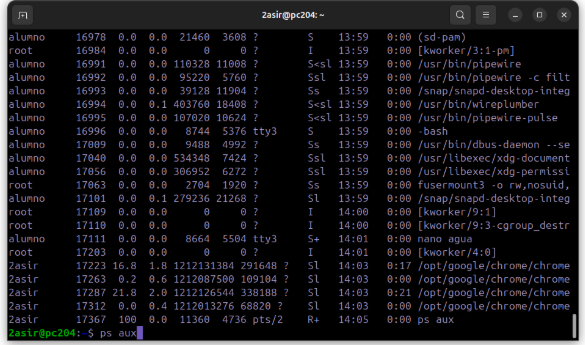 2asir@pc204: ~
alumno 16978 0.0 0.0 21460 3608 ? S 13:59 0:00 (sd-pam)
root 16984 0.0 0.0 0 0 ? I 13:59 0:00 [kworker/3:1-pm]
alumno 16991 0.0 0.0 110328 11008 ? S<sl 13:59 0:00 /usr/bin/pipewire
alumno 16992 0.0 0.0 95220 5760 ? Ssl 13:59 0:00 /usr/bin/pipewire -c filt
alumno 16993 0.0 0.0 39128 11904 ? Ss 13:59 0:00 /snap/snapd-desktop-integ
alumno 16994 0.0 0.1 403760 18408 ? S<sl 13:59 0:00 /usr/bin/wireplumber
alumno 16995 0.0 0.0 107020 10624 ? S<sl 13:59 0:00 /usr/bin/pipewire-pulse
alumno 16996 0.0 0.0 8744 5376 tty3 S 13:59 0:00 -bash
alumno 17009 0.0 0.0 9488 4992 ? Ss 13:59 0:00 /usr/bin/dbus-daemon --se
alumno 17040 0.0 0.0 534348 7424 ? Ssl 13:59 0:00 /usr/libexec/xdg-document
alumno 17056 0.0 0.0 306952 6272 ? Ssl 13:59 0:00 /usr/libexec/xdg-permissi
root 17063 0.0 0.0 2704 1920 ? Ss 13:59 0:00 fusermount3 -o rw,nosuid,
alumno 17101 0.0 0.1 279236 21268 ? Sl 13:59 0:00 /snap/snapd-desktop-integ
root 17109 0.0 0.0 0 0 ? I 14:00 0:00 [kworker/9:1]
root 17110 0.0 0.0 0 0 ? I 14:00 0:00 [kworker/9:3-cgroup_destr
alumno 17111 0.0 0.0 8664 5504 tty3 S+ 14:01 0:00 nano agua
root 17203 0.0 0.0 0 0 ? I 14:01 0:00 [kworker/4:0]
2asir 17223 16.8 1.8 1212131384 291648 ? Sl 14:03 0:17 /opt/google/chrome/chrome
2asir 17263 0.2 0.6 1212087500 109104 ? Sl 14:03 0:00 /opt/google/chrome/chrome
2asir 17287 21.8 2.0 1212126544 338188 ? Sl 14:03 0:21 /opt/google/chrome/chrome
2asir 17312 0.0 0.4 1212013276 68820 ? Sl 14:03 0:00 /opt/google/chrome/chrome
2asir 17367 100 0.0 11360 4736 pts/2 R+ 14:05 0:00 ps aux
2asir@pc204:~$ ps aux